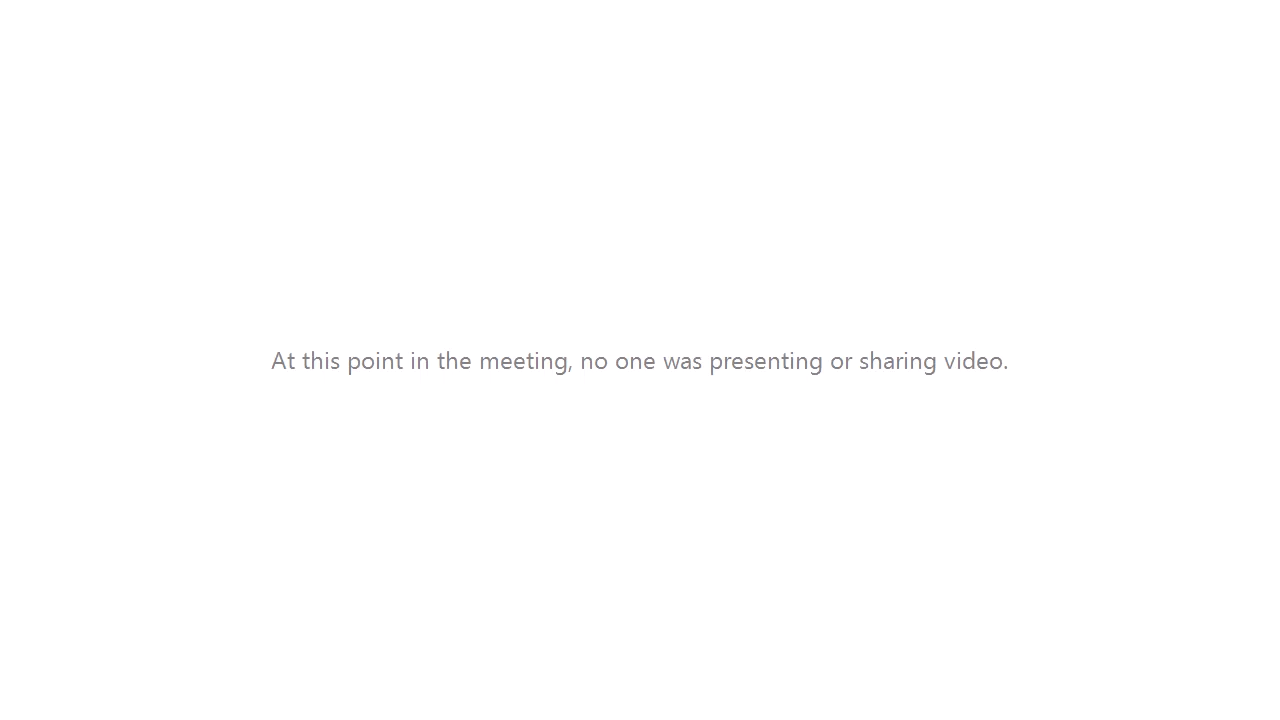 At this point in the meeting, no one was presenting or sharing video.